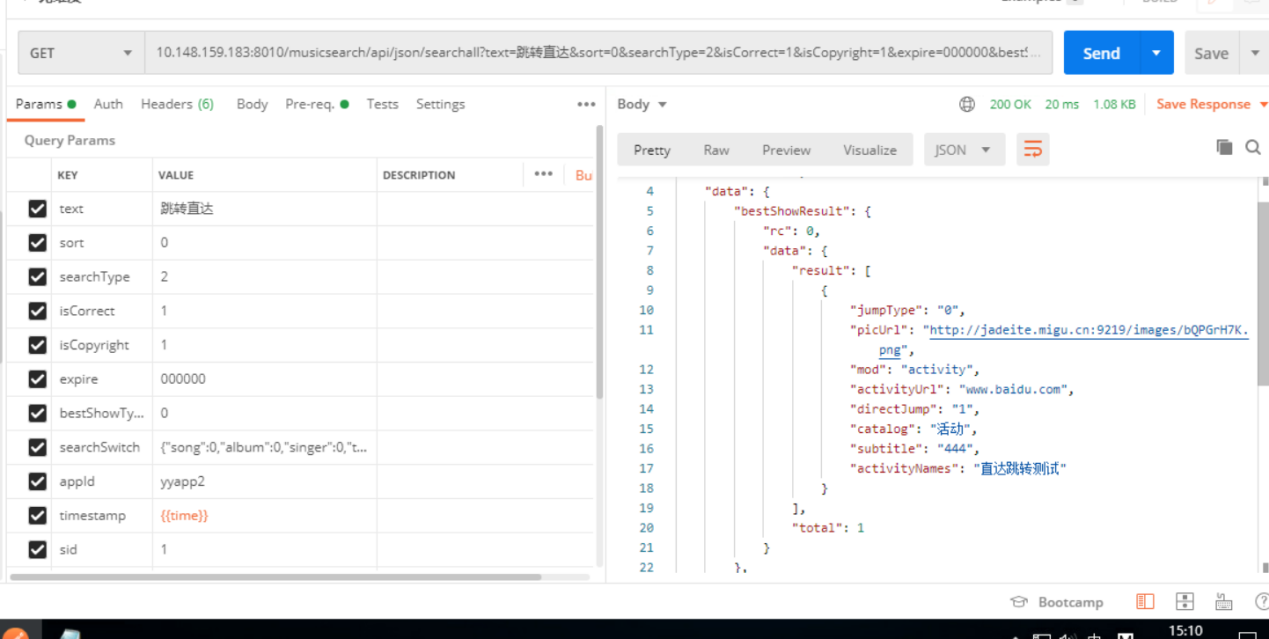 GET 10.148.159.183:8010/musicsearch/api/json/searchall?text=跳转直达&sort=0&searchType=2&isCorrect=1&isCopyright=1&expire=000000&best... Send Save
Params Auth Headers (6) Body Pre-req. Tests Settings ••• Body 200 OK 20 ms 1.08 KB Save Response
Query Params Pretty Raw Preview Visualize JSON
KEY VALUE DESCRIPTION ••• Bu
text 跳转直达
sort 0
searchType 2
isCorrect 1
isCopyright 1
expire 000000
bestShowTy... 0
searchSwitch {"song":0,"album":0,"singer":0,"t...
appId yyapp2
timestamp {{time}}
sid 1
4 "data": {
5 "bestShowResult": {
6 "rc": 0,
7 "data": {
8 "result": [
9 {
10 "jumpType": "0",
11 "picUrl": "http://jadeite.migu.cn:9219/images/bQPGrH7K.
png",
12 "mod": "activity",
13 "activityUrl": "www.baidu.com",
14 "directJump": "1",
15 "catalog": "活动",
16 "subtitle": "444",
17 "activityNames": "直达跳转测试"
18 }
19 ],
20 "total": 1
21 }
22 },
Bootcamp
中 15:10